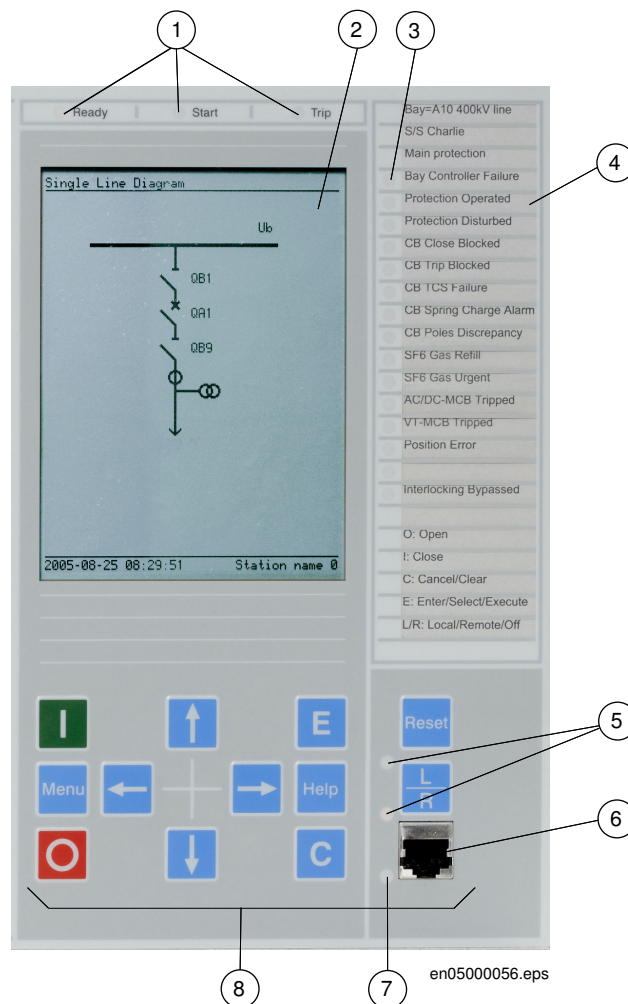 1
2
3
4
Ready
Start
Trip
Single Line Diagram
Ub
QB1
QA1
QB9
2005-08-25 08:29:51 Station name 0
Bay=A10 400kV line
S/S Charlie
Main protection
Bay Controller Failure
Protection Operated
Protection Disturbed
CB Close Blocked
CB Trip Blocked
CB TCS Failure
CB Spring Charge Alarm
CB Poles Discrepancy
SF6 Gas Refill
SF6 Gas Urgent
AC/DC-MCB Tripped
VT-MCB Tripped
Position Error
Interlocking Bypassed
O: Open
I: Close
C: Cancel/Clear
E: Enter/Select/Execute
L/R: Local/Remote/Off
I
E
Reset
5
Menu
Help
L
R
6
O
C
8
7
en05000056.eps